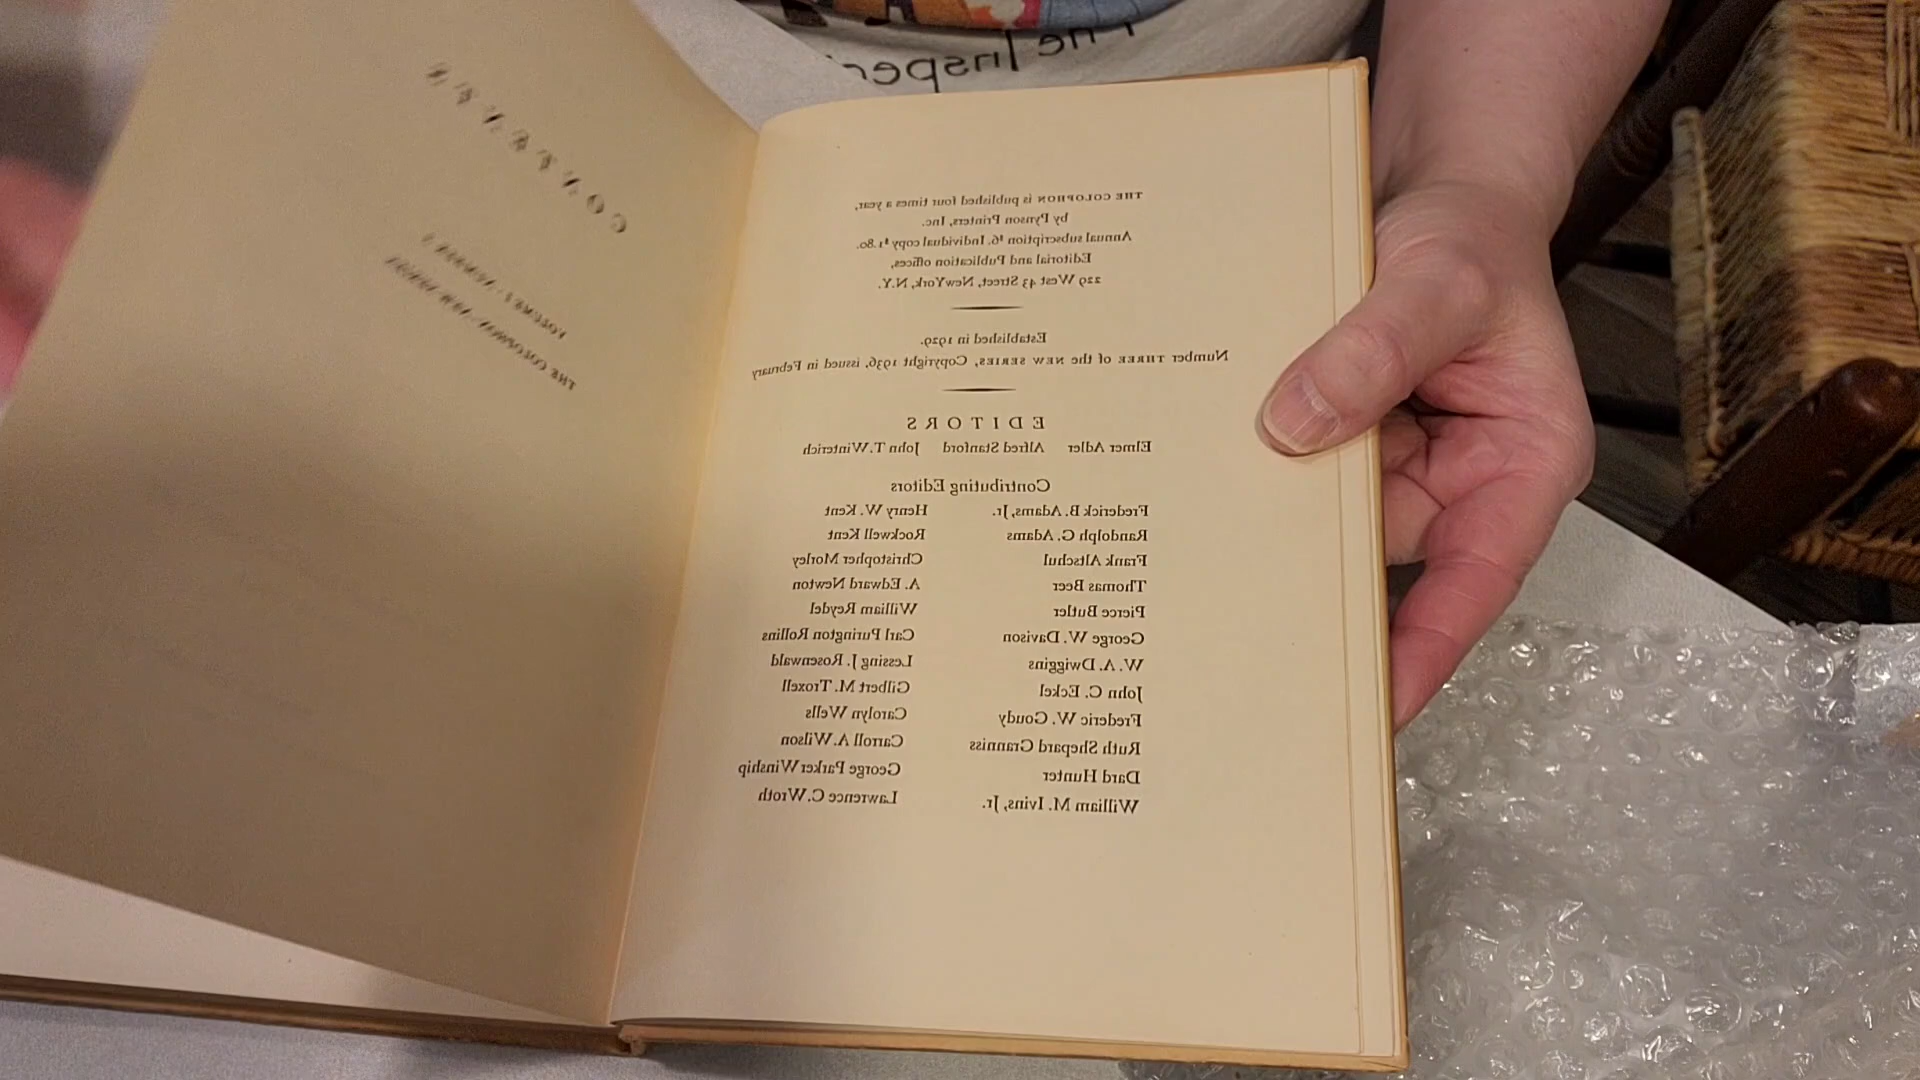 The Inspec
CONTENTS
THE COLOPHON is published four times a year,
by Pynson Printers, Inc.
Annual subscription $6. Individual copy $1.80.
Editorial and Publication offices,
229 West 43 Street, New York, N.Y.
Established in 1929.
Number THREE of the NEW SERIES, Copyright 1936, issued in February
EDITORS
Elmer Adler Alfred Stanford John T. Winterich
Contributing Editors
Frederick B. Adams, Jr. Henry W. Kent
Randolph G. Adams Rockwell Kent
Frank Altschul Christopher Morley
Thomas Beer A. Edward Newton
Pierce Butler William Reydel
George W. Davison Carl Purington Rollins
W. A. Dwiggins Lessing J. Rosenwald
John C. Eckel Gilbert M. Troxell
Frederic W. Goudy Carolyn Wells
Ruth Shepard Granniss Carroll A. Wilson
Dard Hunter George Parker Winship
William M. Ivins, Jr. Lawrence C. Wroth
THE COLOPHON